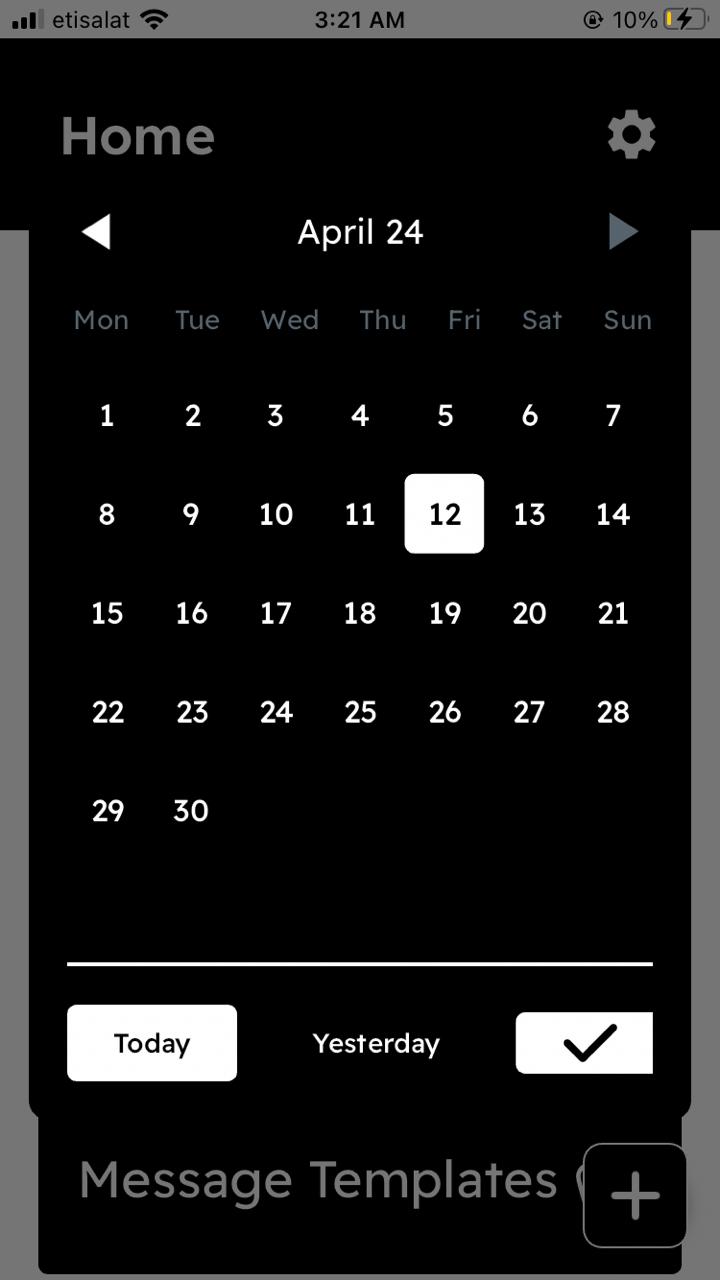 etisalat 3:21 AM 10%
Home
April 24
Mon Tue Wed Thu Fri Sat Sun
1 2 3 4 5 6 7
8 9 10 11 12 13 14
15 16 17 18 19 20 21
22 23 24 25 26 27 28
29 30
Today Yesterday
Message Templates